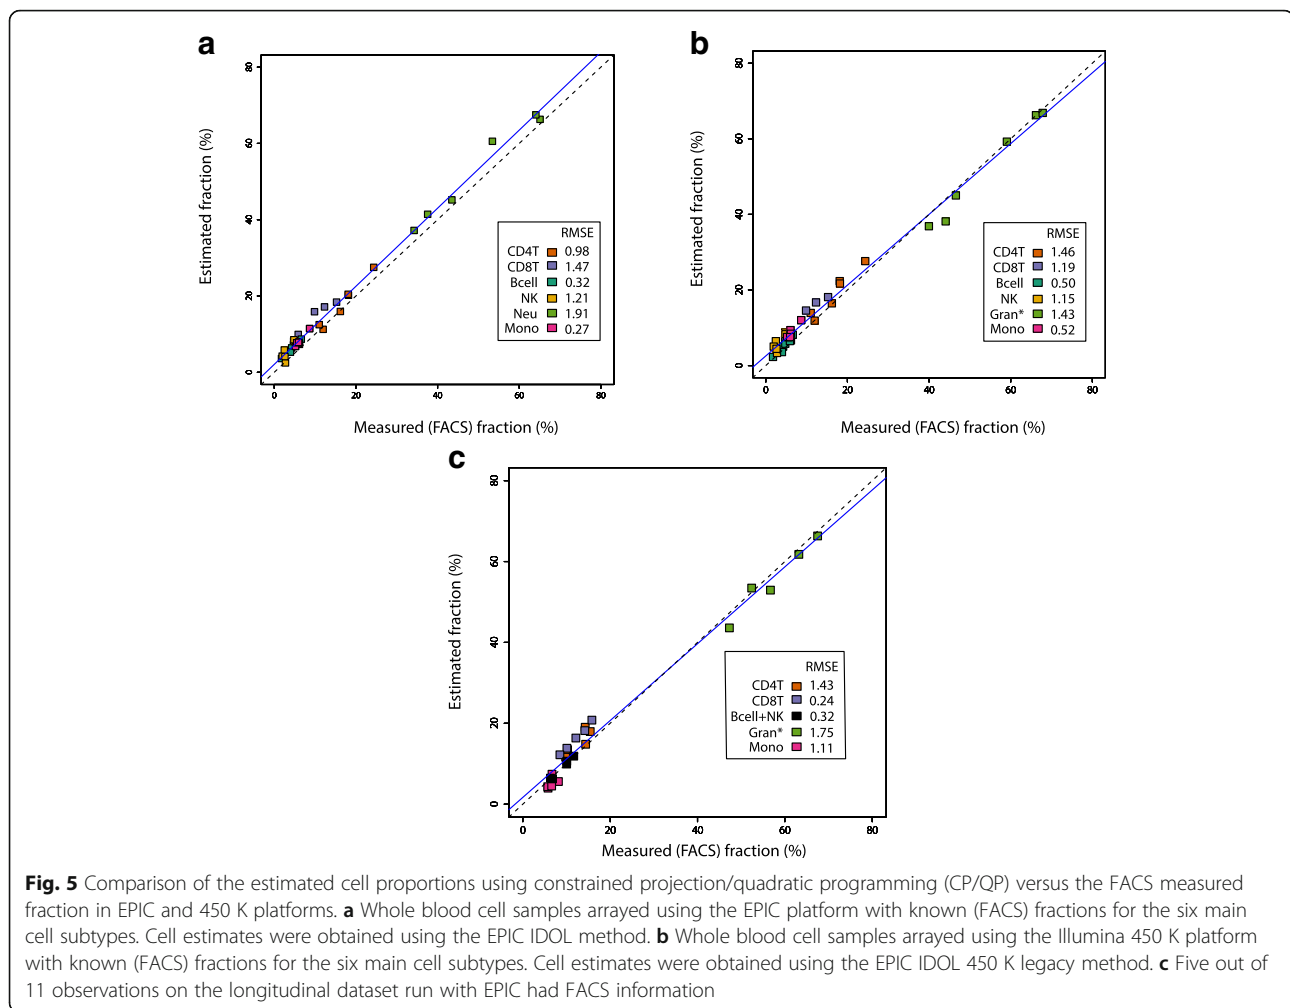 a
80
60
40
20
0
Estimated fraction (%)
RMSE
CD4T 0.98
CD8T 1.47
Bcell 0.32
NK 1.21
Neu 1.91
Mono 0.27
0 20 40 60 80
Measured (FACS) fraction (%)
b
80
60
40
20
0
Estimated fraction (%)
RMSE
CD4T 1.46
CD8T 1.19
Bcell 0.50
NK 1.15
Gran* 1.43
Mono 0.52
0 20 40 60 80
Measured (FACS) fraction (%)
c
80
60
40
20
0
Estimated fraction (%)
RMSE
CD4T 1.43
CD8T 0.24
Bcell+NK 0.32
Gran* 1.75
Mono 1.11
0 20 40 60 80
Measured (FACS) fraction (%)
Fig. 5 Comparison of the estimated cell proportions using constrained projection/quadratic programming (CP/QP) versus the FACS measured
fraction in EPIC and 450 K platforms. a Whole blood cell samples arrayed using the EPIC platform with known (FACS) fractions for the six main
cell subtypes. Cell estimates were obtained using the EPIC IDOL method. b Whole blood cell samples arrayed using the Illumina 450 K platform
with known (FACS) fractions for the six main cell subtypes. Cell estimates were obtained using the EPIC IDOL 450 K legacy method. c Five out of
11 observations on the longitudinal dataset run with EPIC had FACS information